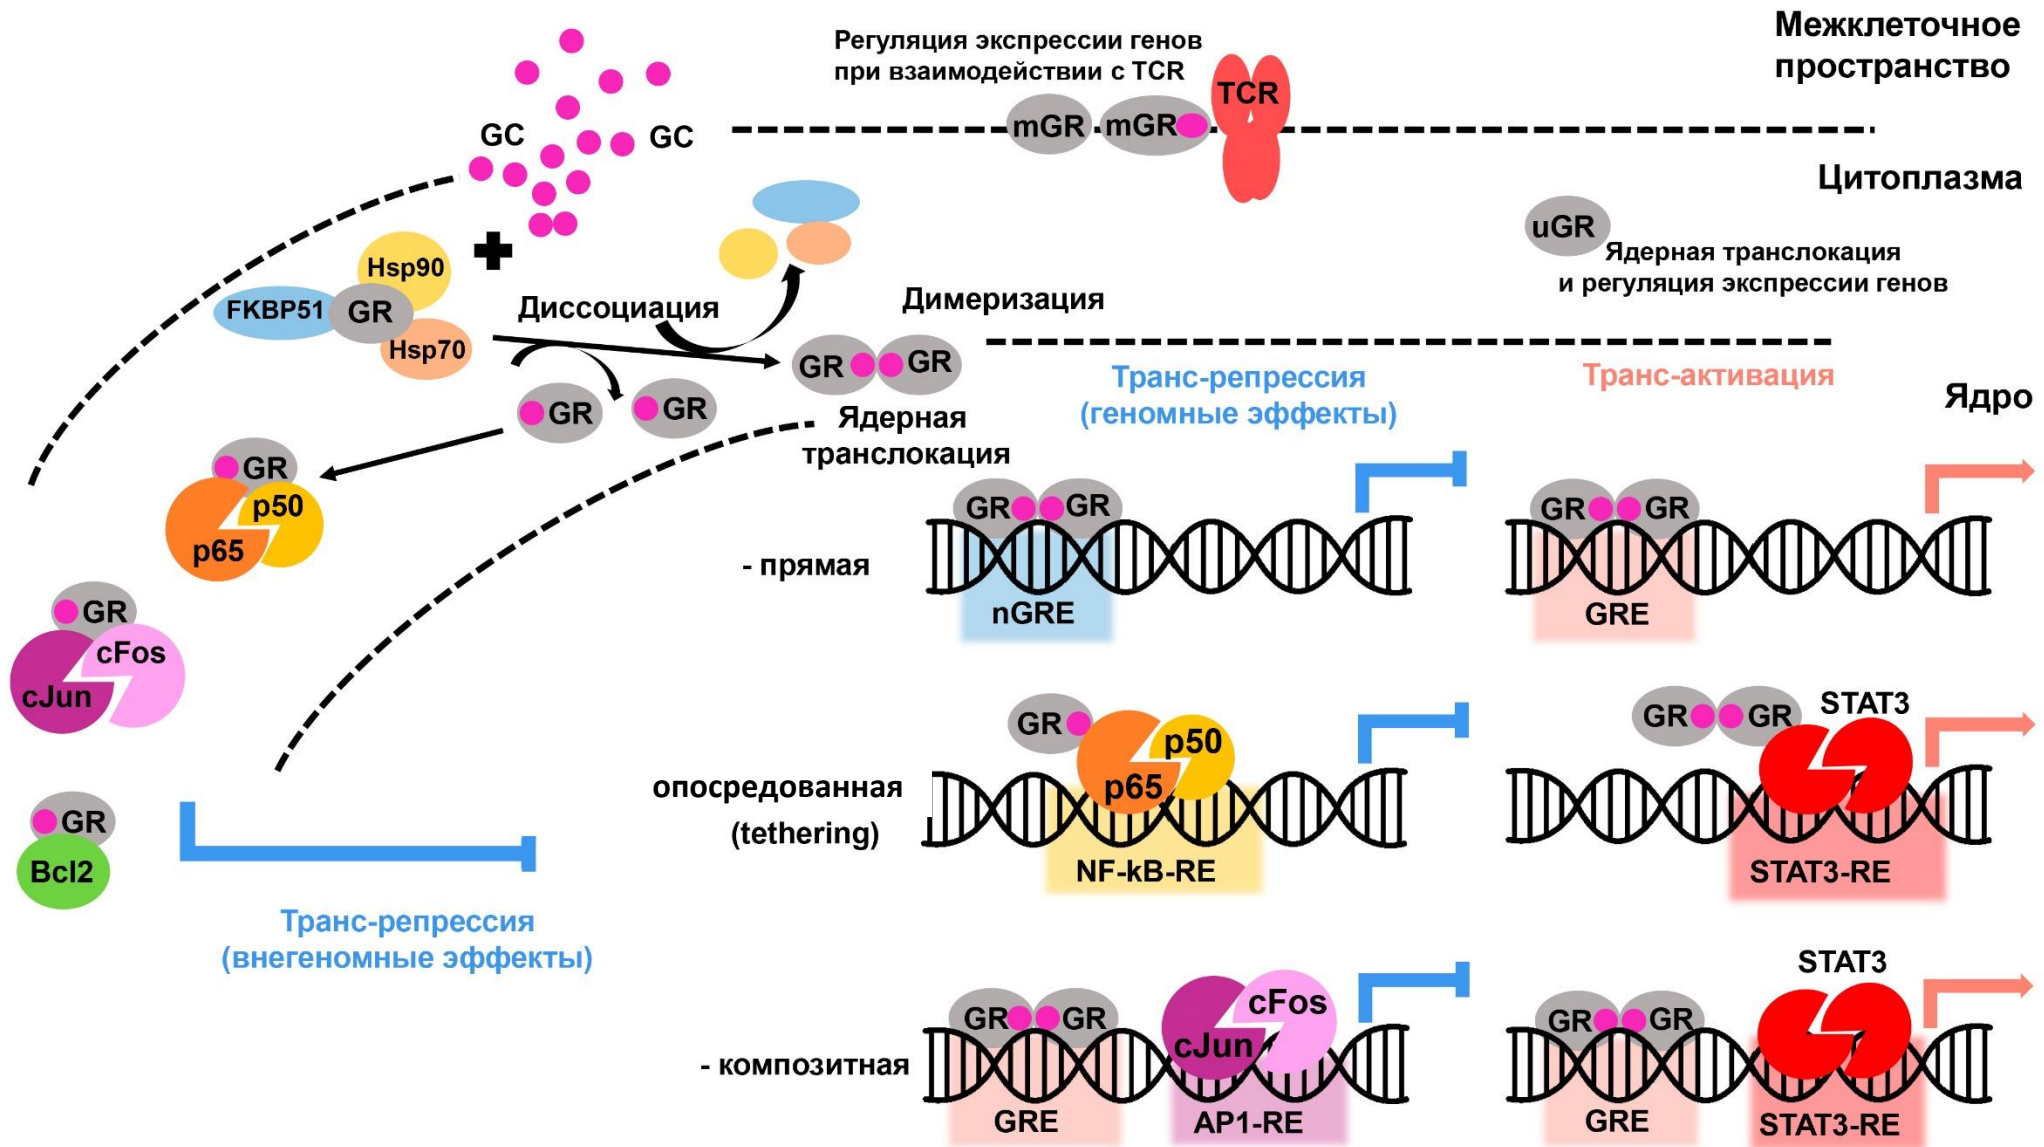 Межклеточное
пространство
Регуляция экспрессии генов
при взаимодействии с TCR
TCR
mGR
mGR
GC
GC
Цитоплазма
uGR
Ядерная транслокация
и регуляция экспрессии генов
Hsp90
FKBP51
GR
Hsp70
Диссоциация
Димеризация
GR
GR
GR
GR
Ядерная
транслокация
Транс-репрессия
(геномные эффекты)
Транс-активация
Ядро
GR
p50
p65
GR
cFos
cJun
GR
Bcl2
Транс-репрессия
(внегеномные эффекты)
- прямая
GR
GR
nGRE
GR
GR
GRE
опосредованная
(tethering)
GR
p50
p65
NF-kB-RE
GR
GR
STAT3
STAT3-RE
- композитная
GR
GR
cFos
cJun
GRE
AP1-RE
STAT3
GR
GR
GRE
STAT3-RE